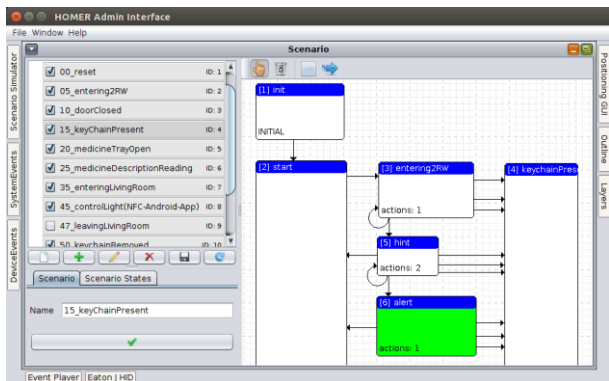 HOMER Admin Interface
File Window Help
Scenario
Scenario Simulator
SystemEvents
DeviceEvents
00_reset ID: 1
05_entering2RW ID: 2
10_doorClosed ID: 3
15_keyChainPresent ID: 4
20_medicineTrayOpen ID: 5
25_medicineDescriptionReading ID: 6
35_enteringLivingRoom ID: 7
45_controlLight(NFC-Android-App) ID: 8
47_leavingLivingRoom ID: 9
50_keychainRemoved ID: 10
Scenario Scenario States
Name 15_keyChainPresent
[1] init
INITIAL
[2] start
[3] entering2RW
actions: 1
[4] keychainPres
[5] hint
actions: 2
[6] alert
actions: 1
Positioning GUI
Outline
Layers
Event Player Eaton | HID